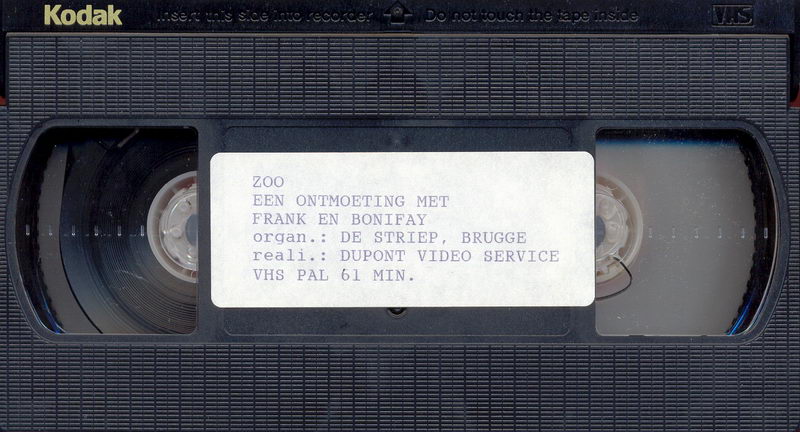 Kodak Insert this side into recorder Do not touch the tape inside VHS
ZOO
EEN ONTMOETING MET
FRANK EN BONIFAY
organ.: DE STRIEP, BRUGGE
reali.: DUPONT VIDEO SERVICE
VHS PAL 61 MIN.